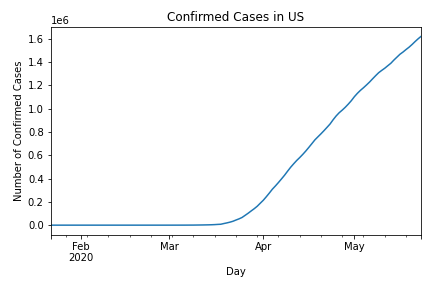 Confirmed Cases in US
1e6
1.6
1.4
1.2
1.0
0.8
0.6
0.4
0.2
0.0
Number of Confirmed Cases
Feb Mar Apr May
2020
Day